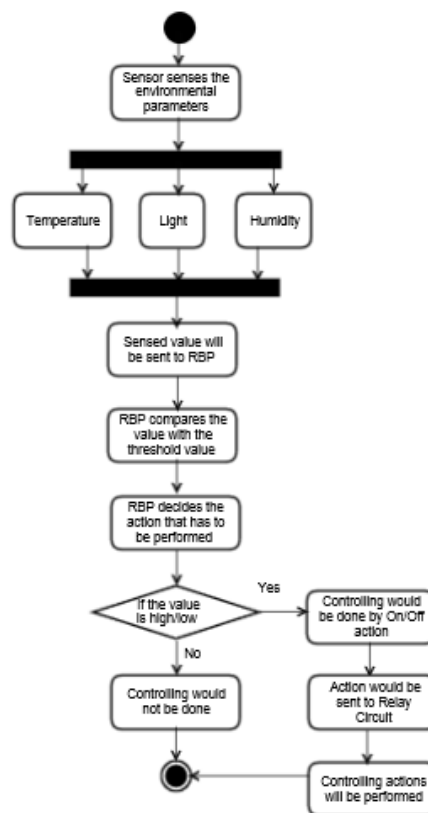 Sensor senses the
environmental
parameters
Temperature
Light
Humidity
Sensed value will
be sent to RBP
RBP compares the
value with the
threshold value
RBP decides the
action that has to
be performed
If the value
is high/low
Yes
No
Controlling would
be done by On/Off
action
Controlling would
not be done
Action would be
sent to Relay
Circuit
Controlling actions
will be performed